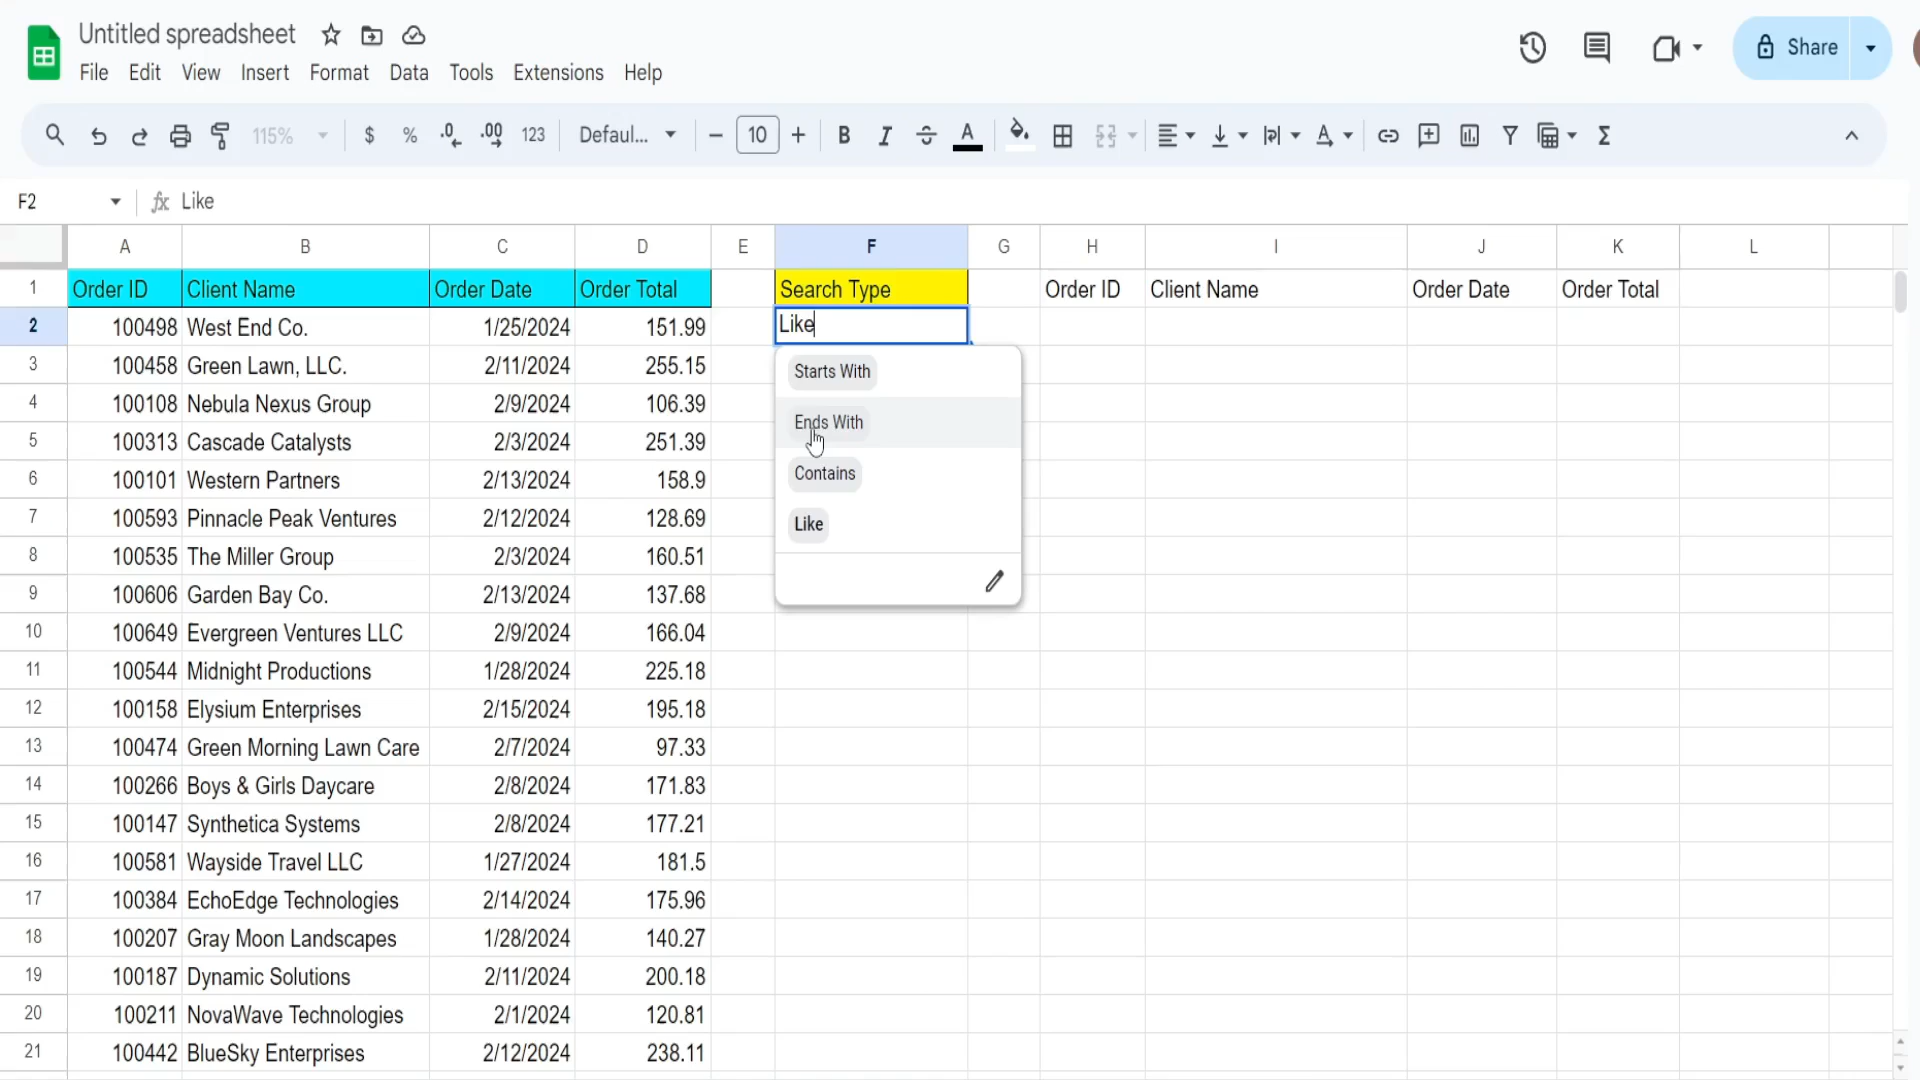 Untitled spreadsheet
File Edit View Insert Format Data Tools Extensions Help
Share
115% $ % .0 .00 123 Defaul... − 10 + B I A A Σ
F2 fx Like
A B C D E F G H I J K L
1 Order ID Client Name Order Date Order Total Search Type Order ID Client Name Order Date Order Total
2 100498 West End Co. 1/25/2024 151.99 Like
3 100458 Green Lawn, LLC. 2/11/2024 255.15 Starts With
4 100108 Nebula Nexus Group 2/9/2024 106.39 Ends With
5 100313 Cascade Catalysts 2/3/2024 251.39 Contains
6 100101 Western Partners 2/13/2024 158.9
7 100593 Pinnacle Peak Ventures 2/12/2024 128.69 Like
8 100535 The Miller Group 2/3/2024 160.51
9 100606 Garden Bay Co. 2/13/2024 137.68
10 100649 Evergreen Ventures LLC 2/9/2024 166.04
11 100544 Midnight Productions 1/28/2024 225.18
12 100158 Elysium Enterprises 2/15/2024 195.18
13 100474 Green Morning Lawn Care 2/7/2024 97.33
14 100266 Boys & Girls Daycare 2/8/2024 171.83
15 100147 Synthetica Systems 2/8/2024 177.21
16 100581 Wayside Travel LLC 1/27/2024 181.5
17 100384 EchoEdge Technologies 2/14/2024 175.96
18 100207 Gray Moon Landscapes 1/28/2024 140.27
19 100187 Dynamic Solutions 2/11/2024 200.18
20 100211 NovaWave Technologies 2/1/2024 120.81
21 100442 BlueSky Enterprises 2/12/2024 238.11